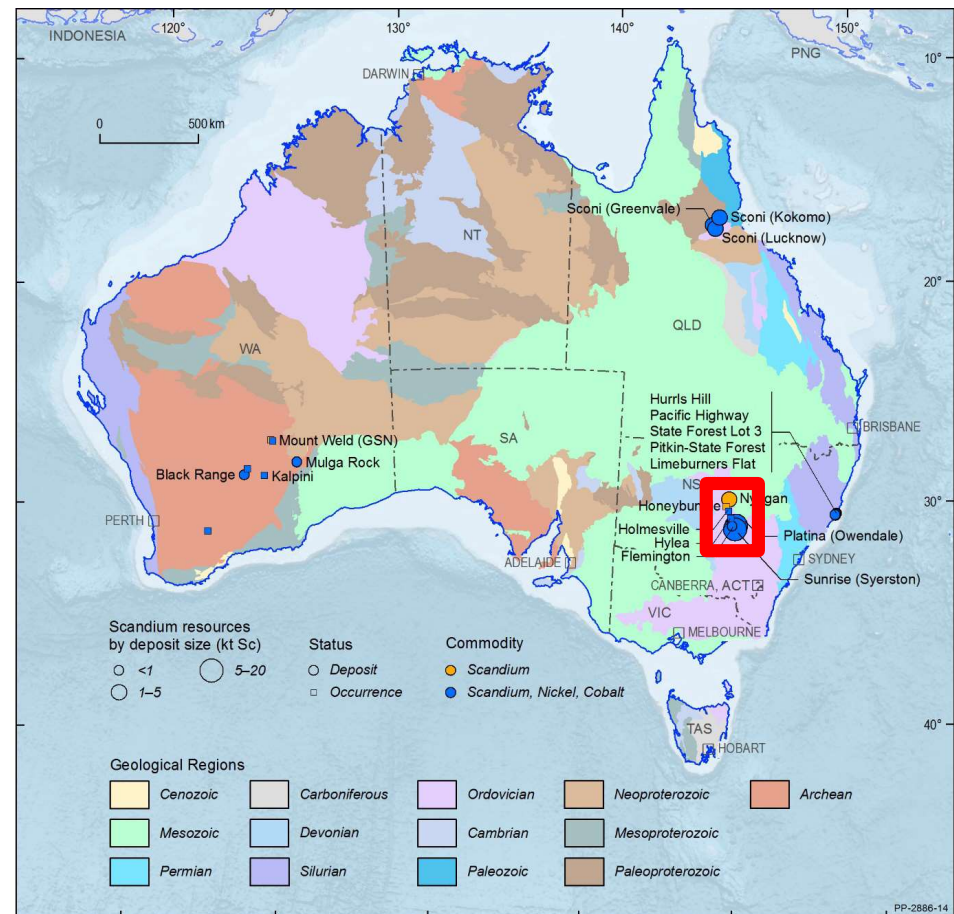 INDONESIA
120°
130°
140°
150°
PNG
10°
DARWIN
0
500 km
Sconi (Greenvale)
Sconi (Kokomo)
Sconi (Lucknow)
NT
20°
QLD
WA
Hurrls Hill
Pacific Highway
State Forest Lot 3
Pitkin-State Forest
Limeburners Flat
BRISBANE
SA
Mount Weld (GSN)
Mulga Rock
Black Range
Kalpini
30°
PERTH
Honeybu
Holmesville
Hylea
Flemington
Platina (Owendale)
SYDNEY
Sunrise (Syerston)
ADELAIDE
CANBERRA, ACT
VIC
MELBOURNE
Scandium resources
by deposit size (kt Sc)
<1
5–20
1–5
Status
Deposit
Occurrence
Commodity
Scandium
Scandium, Nickel, Cobalt
40°
TAS
HOBART
Geological Regions
Cenozoic
Carboniferous
Ordovician
Neoproterozoic
Archean
Mesozoic
Devonian
Cambrian
Mesoproterozoic
Permian
Silurian
Paleozoic
Paleoproterozoic
PP-2886-14